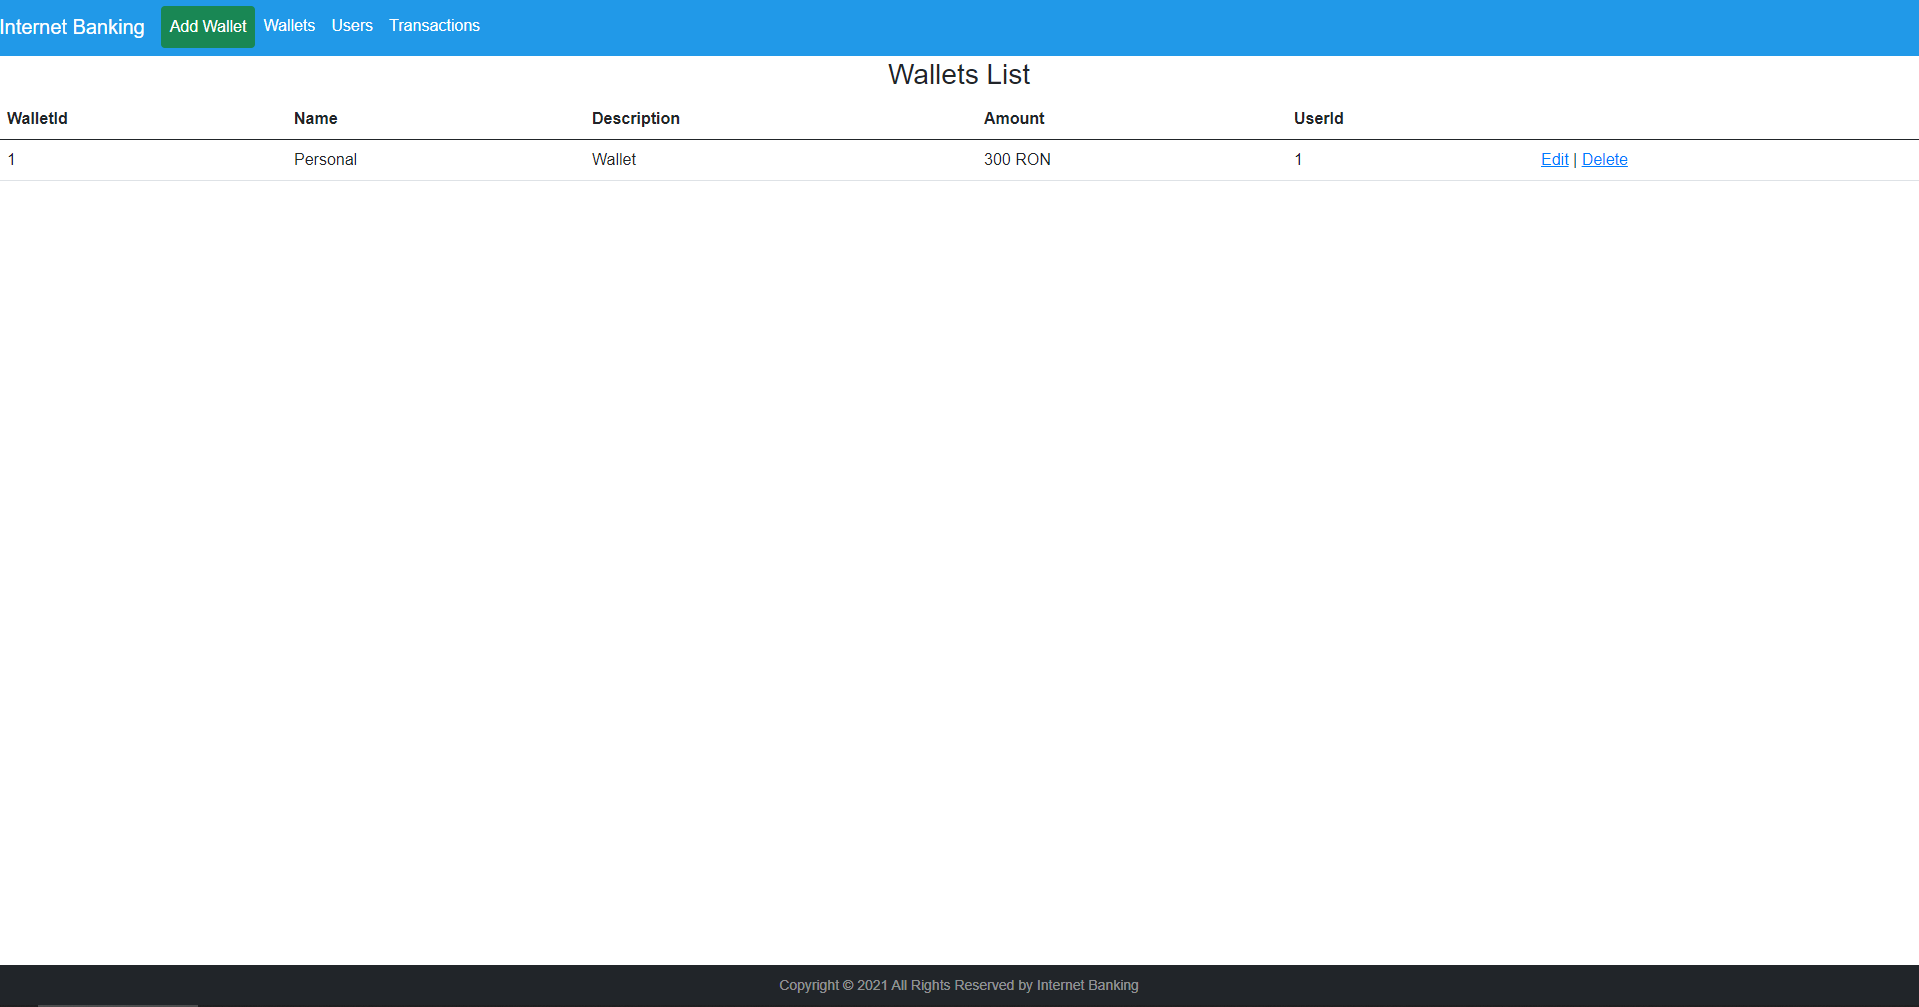 Internet Banking Add Wallet Wallets Users Transactions
Wallets List
WalletId Name Description Amount UserId
1 Personal Wallet 300 RON 1 Edit | Delete
Copyright © 2021 All Rights Reserved by Internet Banking